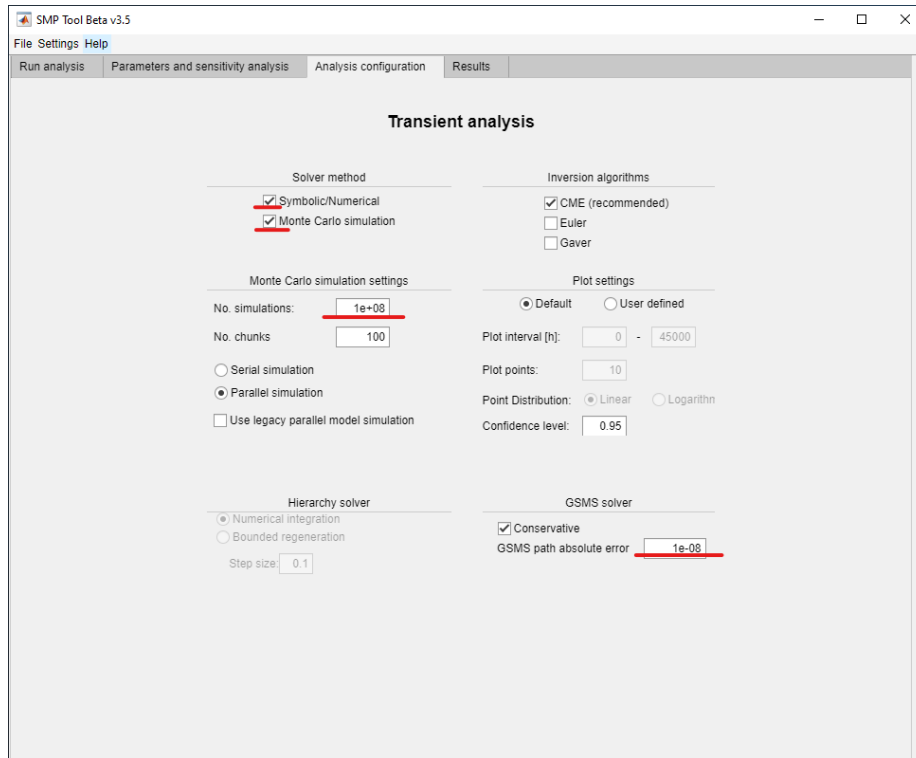 SMP Tool Beta v3.5
File Settings Help
Run analysis Parameters and sensitivity analysis Analysis configuration Results
Transient analysis
Solver method
Symbolic/Numerical
Monte Carlo simulation
Inversion algorithms
CME (recommended)
Euler
Gaver
Monte Carlo simulation settings
No. simulations: 1e+08
No. chunks 100
Serial simulation
Parallel simulation
Use legacy parallel model simulation
Plot settings
Default User defined
Plot interval [h]: 0 - 45000
Plot points: 10
Point Distribution: Linear Logarithn
Confidence level: 0.95
Hierarchy solver
Numerical integration
Bounded regeneration
Step size: 0.1
GSMS solver
Conservative
GSMS path absolute error 1e-08